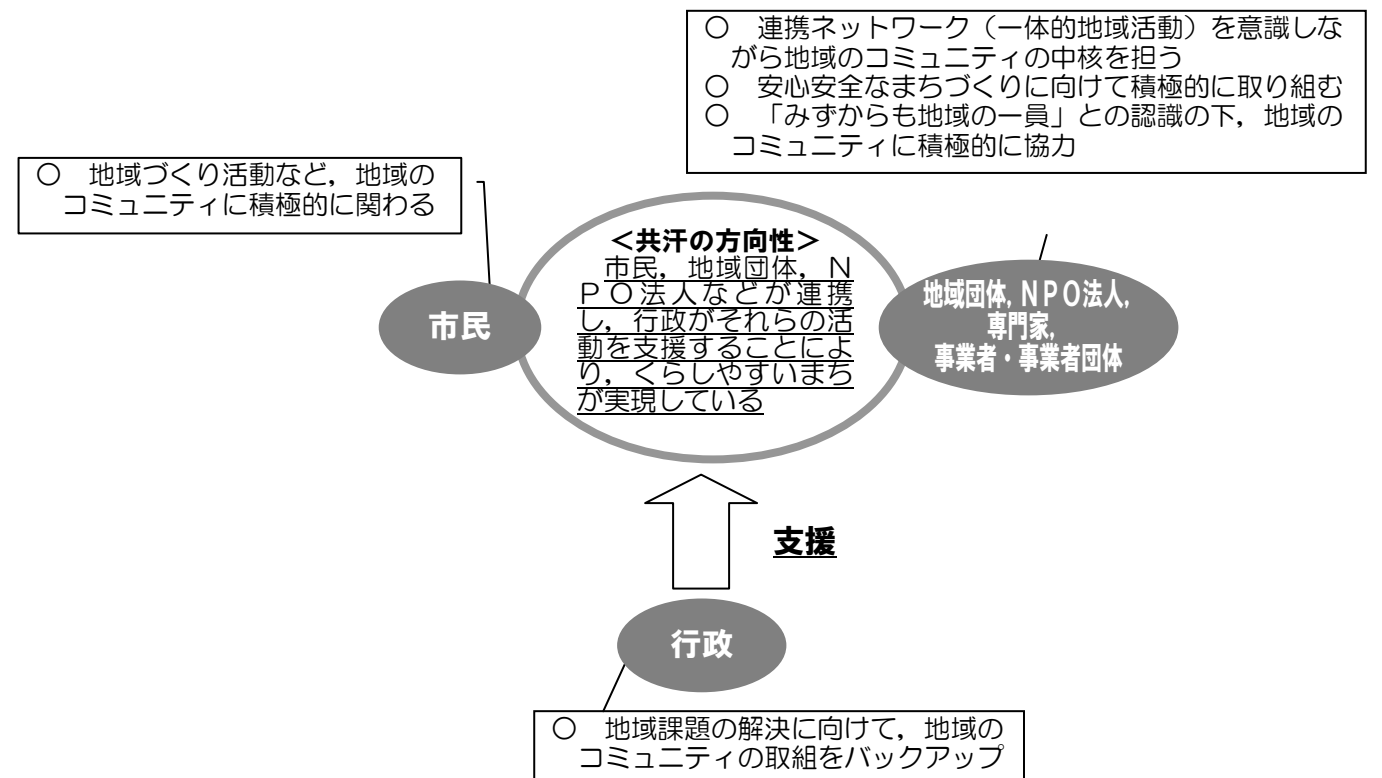 ○　連携ネットワーク（一体的地域活動）を意識しな
がら地域のコミュニティの中核を担う
○　安心安全なまちづくりに向けて積極的に取り組む
○　「みずからも地域の一員」との認識の下，地域の
コミュニティに積極的に協力
○　地域づくり活動など，地域の
コミュニティに積極的に関わる
＜共汗の方向性＞
市民，地域団体，Ｎ
ＰＯ法人などが連携
し，行政がそれらの活
動を支援することによ
り，くらしやすいまち
が実現している
市民
地域団体，ＮＰＯ法人，
専門家，
事業者・事業者団体
支援
行政
○　地域課題の解決に向けて，地域の
コミュニティの取組をバックアップ